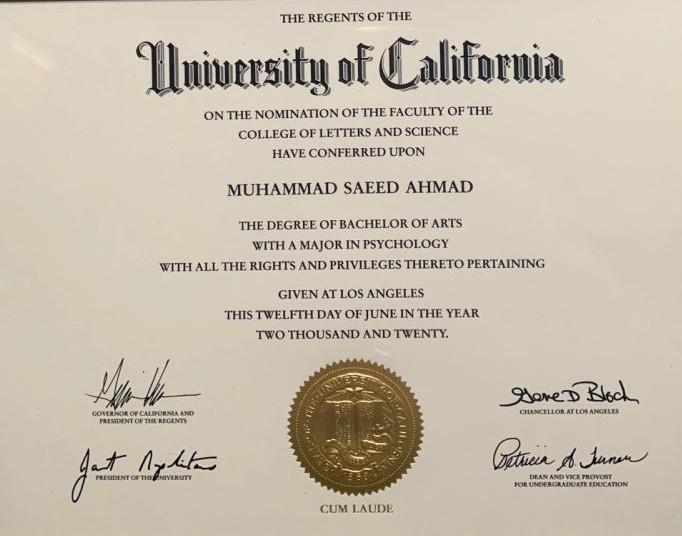 THE REGENTS OF THE
University of California
ON THE NOMINATION OF THE FACULTY OF THE
COLLEGE OF LETTERS AND SCIENCE
HAVE CONFERRED UPON
MUHAMMAD SAEED AHMAD
THE DEGREE OF BACHELOR OF ARTS
WITH A MAJOR IN PSYCHOLOGY
WITH ALL THE RIGHTS AND PRIVILEGES THERETO PERTAINING
GIVEN AT LOS ANGELES
THIS TWELFTH DAY OF JUNE IN THE YEAR
TWO THOUSAND AND TWENTY.
GOVERNOR OF CALIFORNIA AND
PRESIDENT OF THE REGENTS
Gene D Block
CHANCELLOR AT LOS ANGELES
Janet Napolitano
PRESIDENT OF THE UNIVERSITY
Patricia A. Turner
DEAN AND VICE PROVOST
FOR UNDERGRADUATE EDUCATION
CUM LAUDE